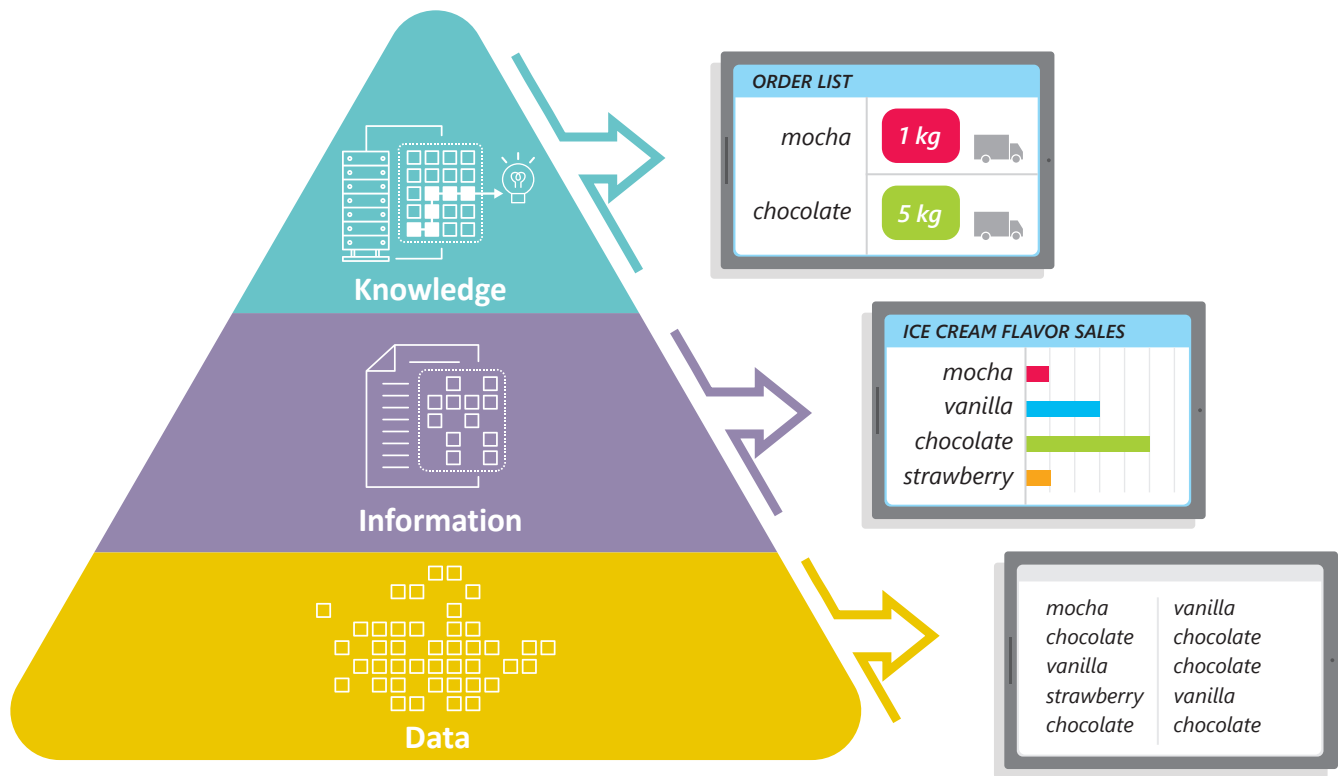 ORDER LIST
mocha 1 kg
chocolate 5 kg
Knowledge
ICE CREAM FLAVOR SALES
mocha
vanilla
chocolate
strawberry
Information
mocha vanilla
chocolate chocolate
vanilla chocolate
strawberry vanilla
chocolate chocolate
Data